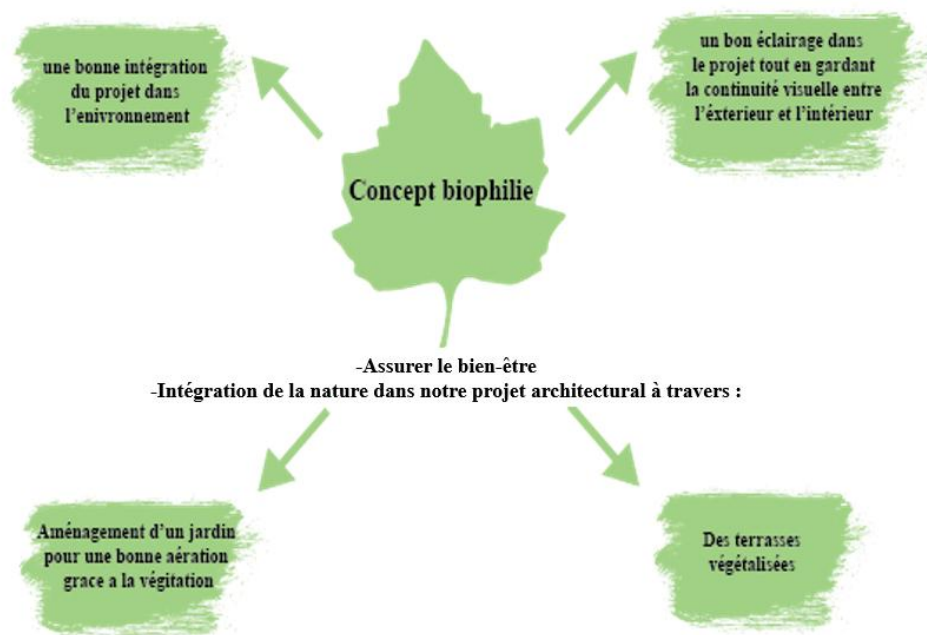 une bonne intégration
du projet dans
l'enivronnement
un bon éclairage dans
le projet tout en gardant
la continuité visuelle entre
l'éxterieur et l'intérieur
Concept biophilie
-Assurer le bien-être
-Intégration de la nature dans notre projet architectural à travers :
Aménagement d'un jardin
pour une bonne aération
grace a la végitation
Des terrasses
végétalisées